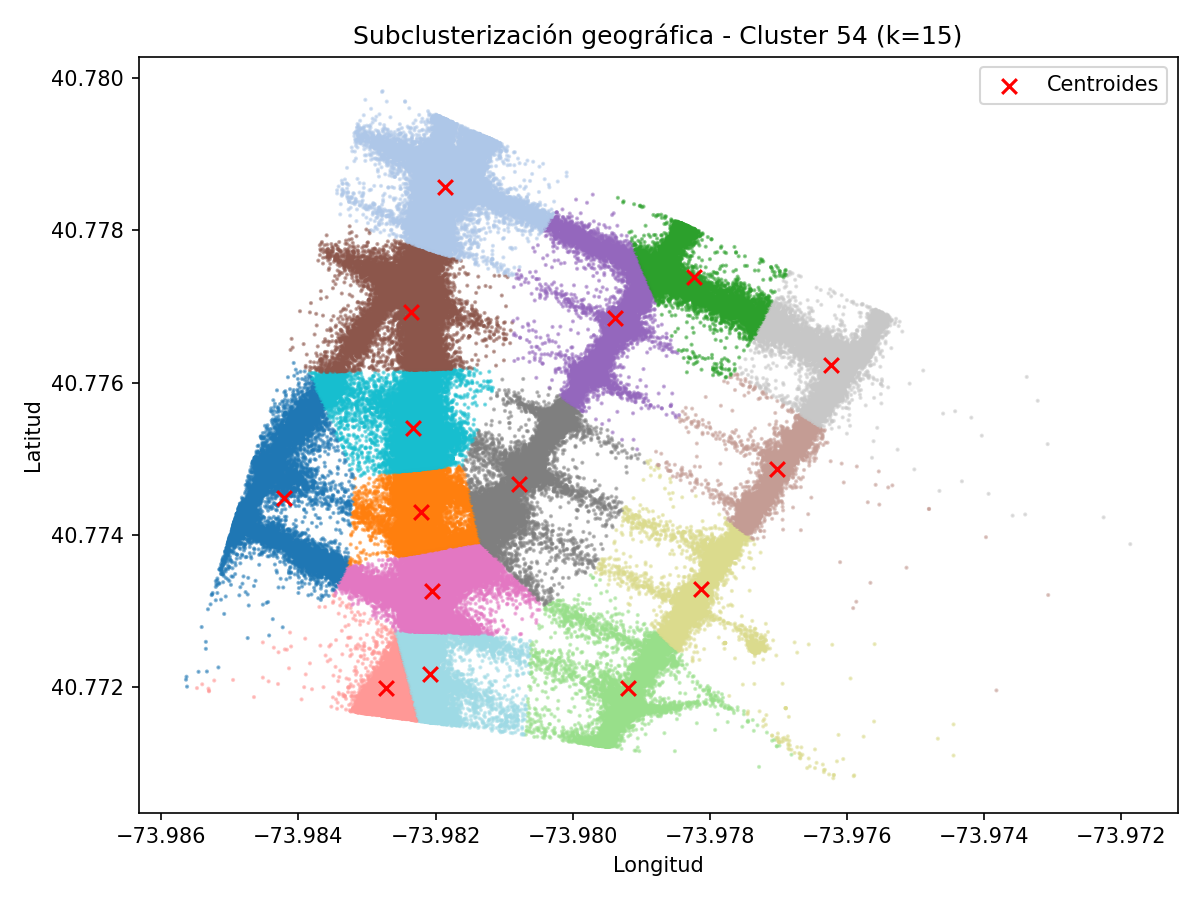 Subclusterización geográfica - Cluster 54 (k=15)
Centroides
40.780
40.778
40.776
40.774
40.772
Latitud
−73.986 −73.984 −73.982 −73.980 −73.978 −73.976 −73.974 −73.972
Longitud